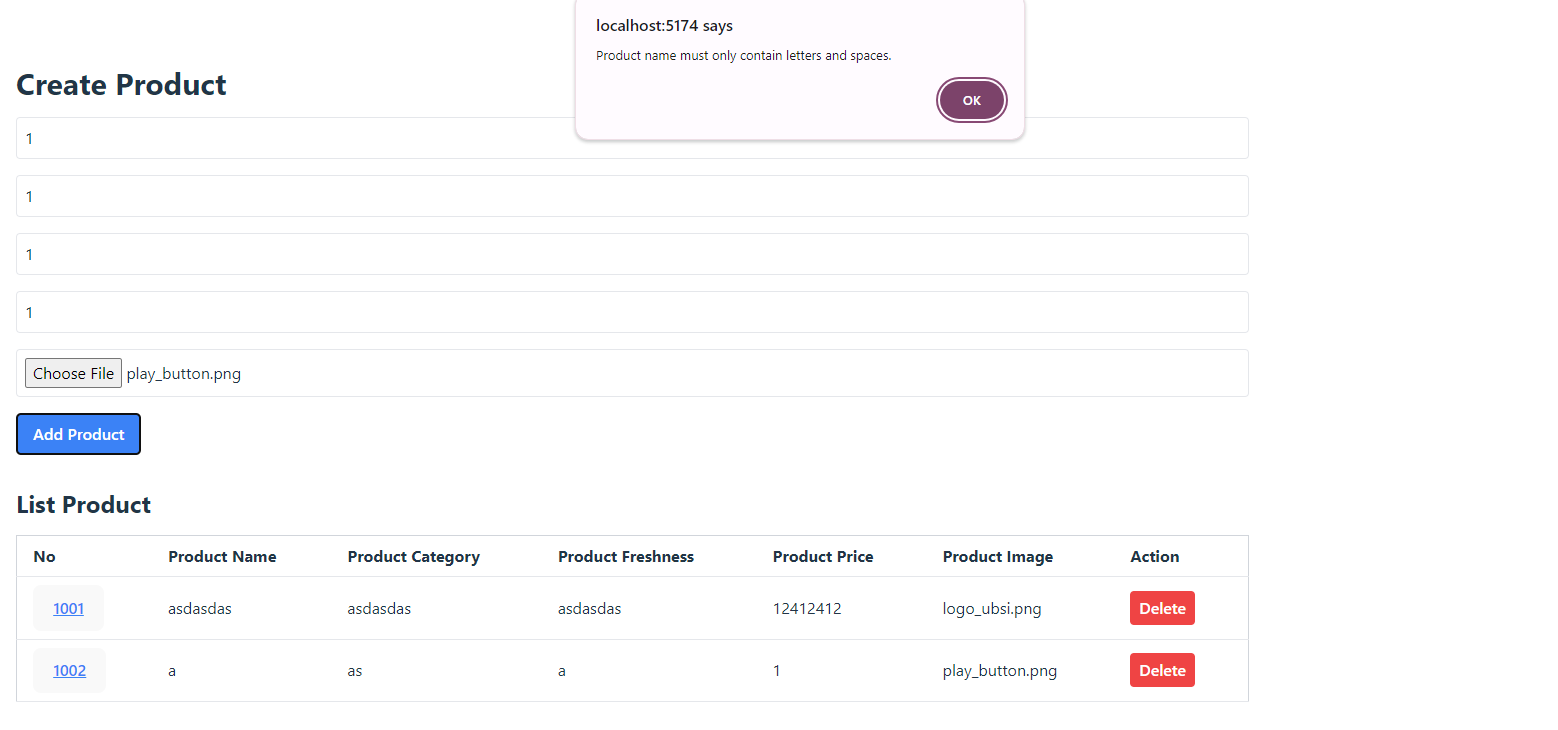 localhost:5174 says
Product name must only contain letters and spaces.
OK
Create Product
1
1
1
1
Choose File play_button.png
Add Product
List Product
No Product Name Product Category Product Freshness Product Price Product Image Action
1001 asdasdas asdasdas asdasdas 12412412 logo_ubsi.png Delete
1002 a as a 1 play_button.png Delete